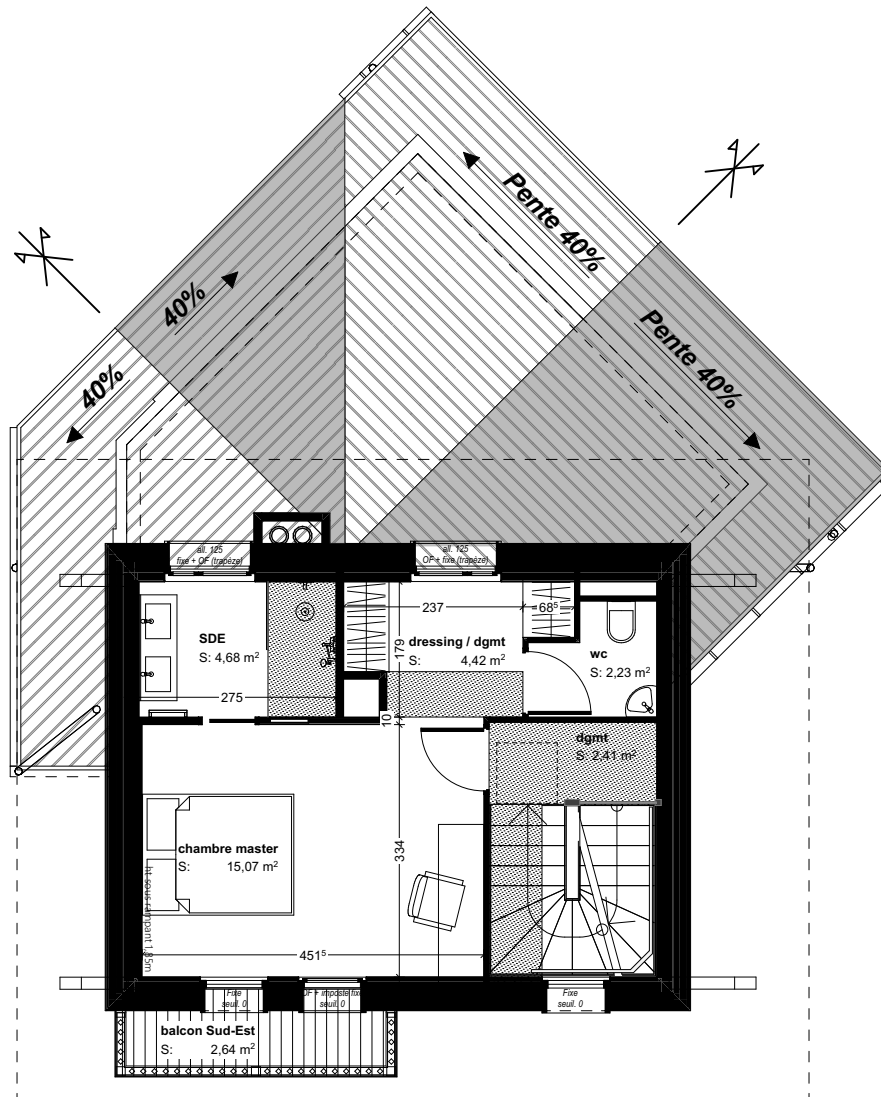 Pente 40%
40%
Pente 40%
40%
all. 125
fixe + OF (trapèze)
all. 125
OF + fixe (trapèze)
237
68⁵
SDE
S: 4,68 m²
179
dressing / dgmt
S: 4,42 m²
wc
S: 2,23 m²
275
10
dgmt
S: 2,41 m²
chambre master
S: 15,07 m²
334
ht sous rampant 1,85m
451⁵
Fixe
seuil. 0
OF + imposte fixe
seuil. 0
Fixe
seuil. 0
balcon Sud-Est
S: 2,64 m²